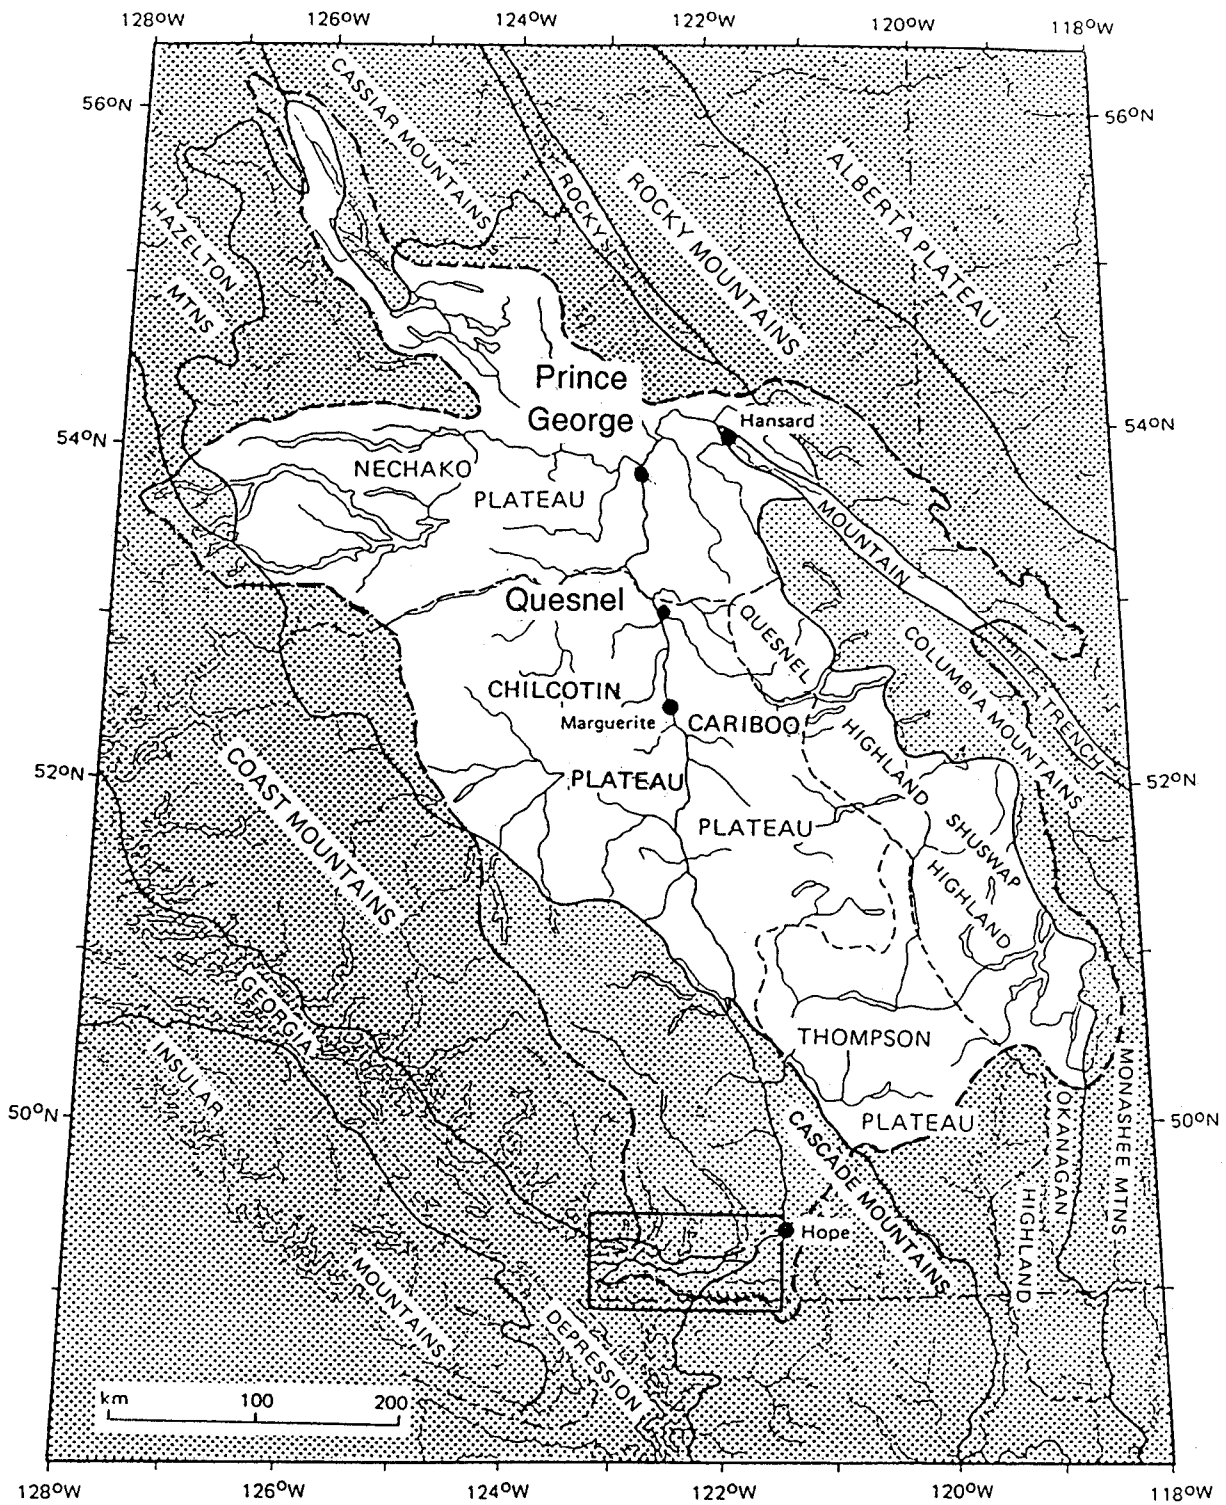 128°W 126°W 124°W 122°W 120°W 118°W
56°N
56°N
CASSIAR MOUNTAINS
ROCKY
ROCKY MOUNTAINS
ALBERTA PLATEAU
HAZELTON
MTNS
Prince
George
Hansard
54°N
54°N
NECHAKO
PLATEAU
MOUNTAIN
Quesnel
QUESNEL
COLUMBIA MOUNTAINS
CHILCOTIN
Marguerite
CARIBOO
HIGHLAND
TRENCH
COAST MOUNTAINS
52°N
52°N
PLATEAU
PLATEAU
SHUSWAP
HIGHLAND
GEORGIA
INSULAR
THOMPSON
50°N
50°N
PLATEAU
CASCADE MOUNTAINS
OKANAGAN
HIGHLAND
MONASHEE MTNS
Hope
MOUNTAINS
DEPRESSION
km 100 200
128°W 126°W 124°W 122°W 120°W 118°W